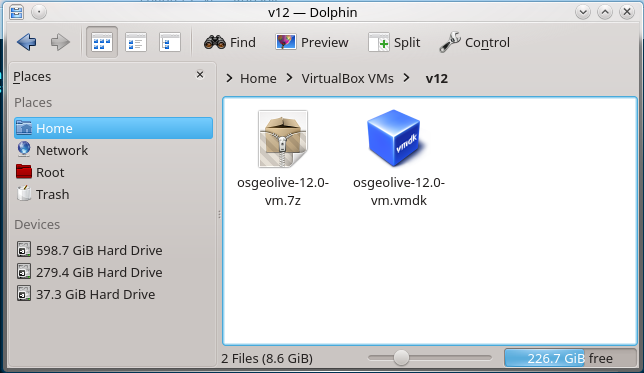 v12 — Dolphin
Find
Preview
Split
Control
Places
Home
VirtualBox VMs
v12
Places
Home
Network
Root
Trash
Devices
598.7 GiB Hard Drive
279.4 GiB Hard Drive
37.3 GiB Hard Drive
osgeolive-12.0-
vm.7z
vmdk
osgeolive-12.0-
vm.vmdk
2 Files (8.6 GiB)
226.7 GiB free